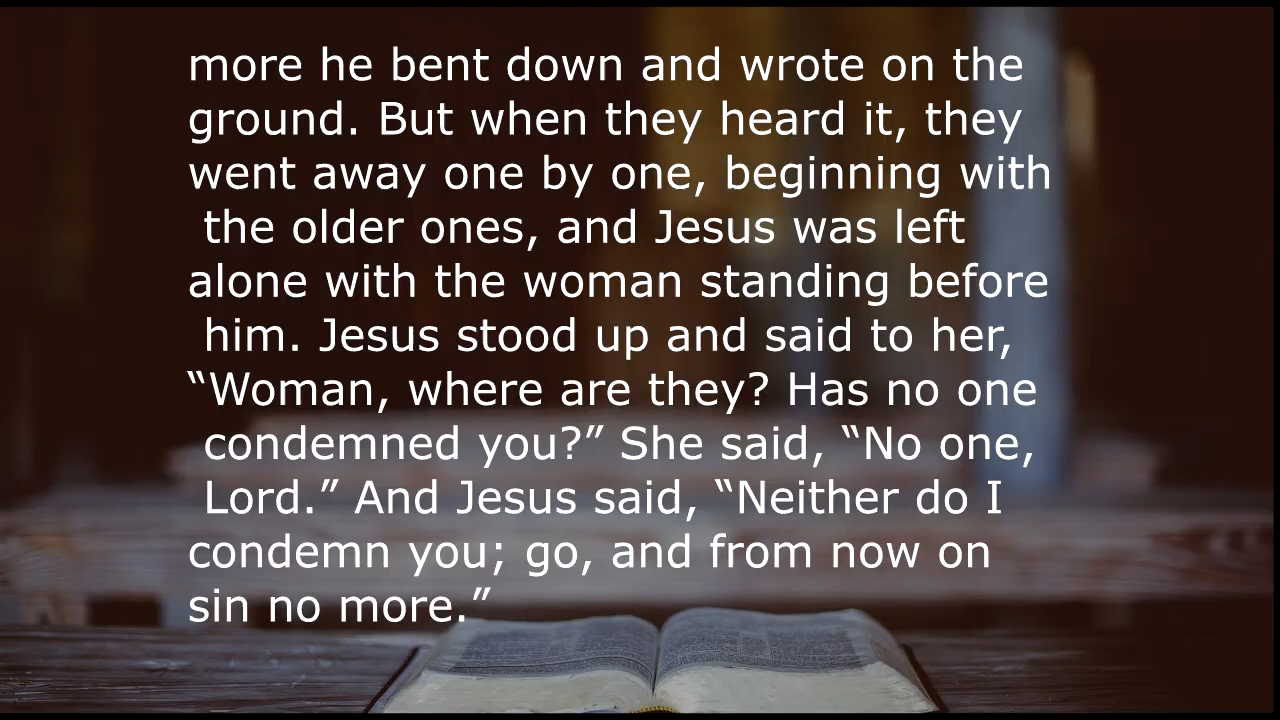 more he bent down and wrote on the
ground. But when they heard it, they
went away one by one, beginning with
the older ones, and Jesus was left
alone with the woman standing before
him. Jesus stood up and said to her,
“Woman, where are they? Has no one
condemned you?” She said, “No one,
Lord.” And Jesus said, “Neither do I
condemn you; go, and from now on
sin no more.”